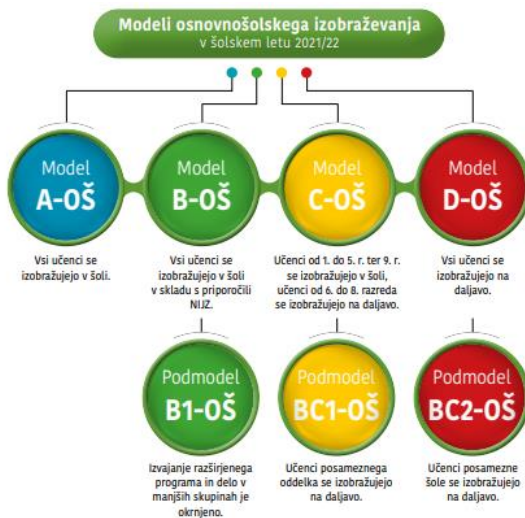 Modeli osnovnošolskega izobraževanja
v šolskem letu 2021/22
Model
A-OŠ
Vsi učenci se
izobražujejo v šoli.
Model
B-OŠ
Vsi učenci se
izobražujejo v šoli
v skladu s priporočili
NIJZ.
Model
C-OŠ
Učenci od 1. do 5. r. ter 9. r.
se izobražujejo v šoli,
učenci od 6. do 8. razreda
se izobražujejo na daljavo.
Model
D-OŠ
Vsi učenci se
izobražujejo na
daljavo.
Podmodel
B1-OŠ
Izvajanje razširjenega
programa in delo v
manjših skupinah je
okrnjeno.
Podmodel
BC1-OŠ
Učenci posameznega
oddelka se izobražujejo
na daljavo.
Podmodel
BC2-OŠ
Učenci posamezne
šole se izobražujejo
na daljavo.